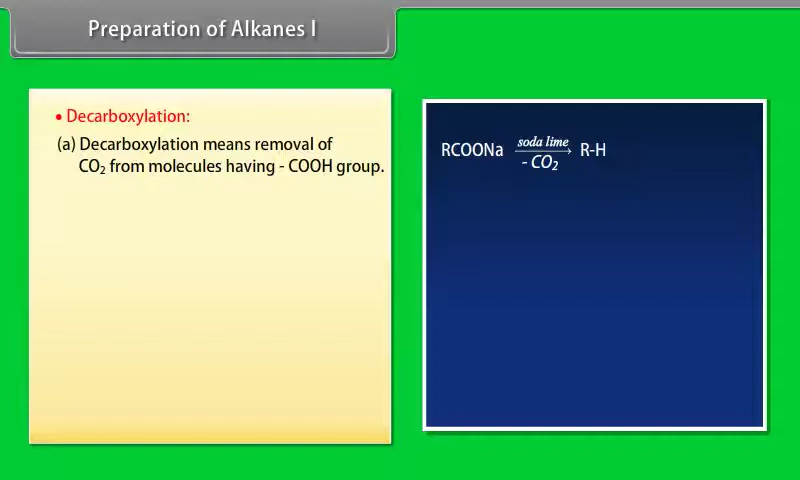 Preparation of Alkanes I
• Decarboxylation:
(a) Decarboxylation means removal of
CO₂ from molecules having - COOH group.
RCOONa soda lime → - CO₂ R-H